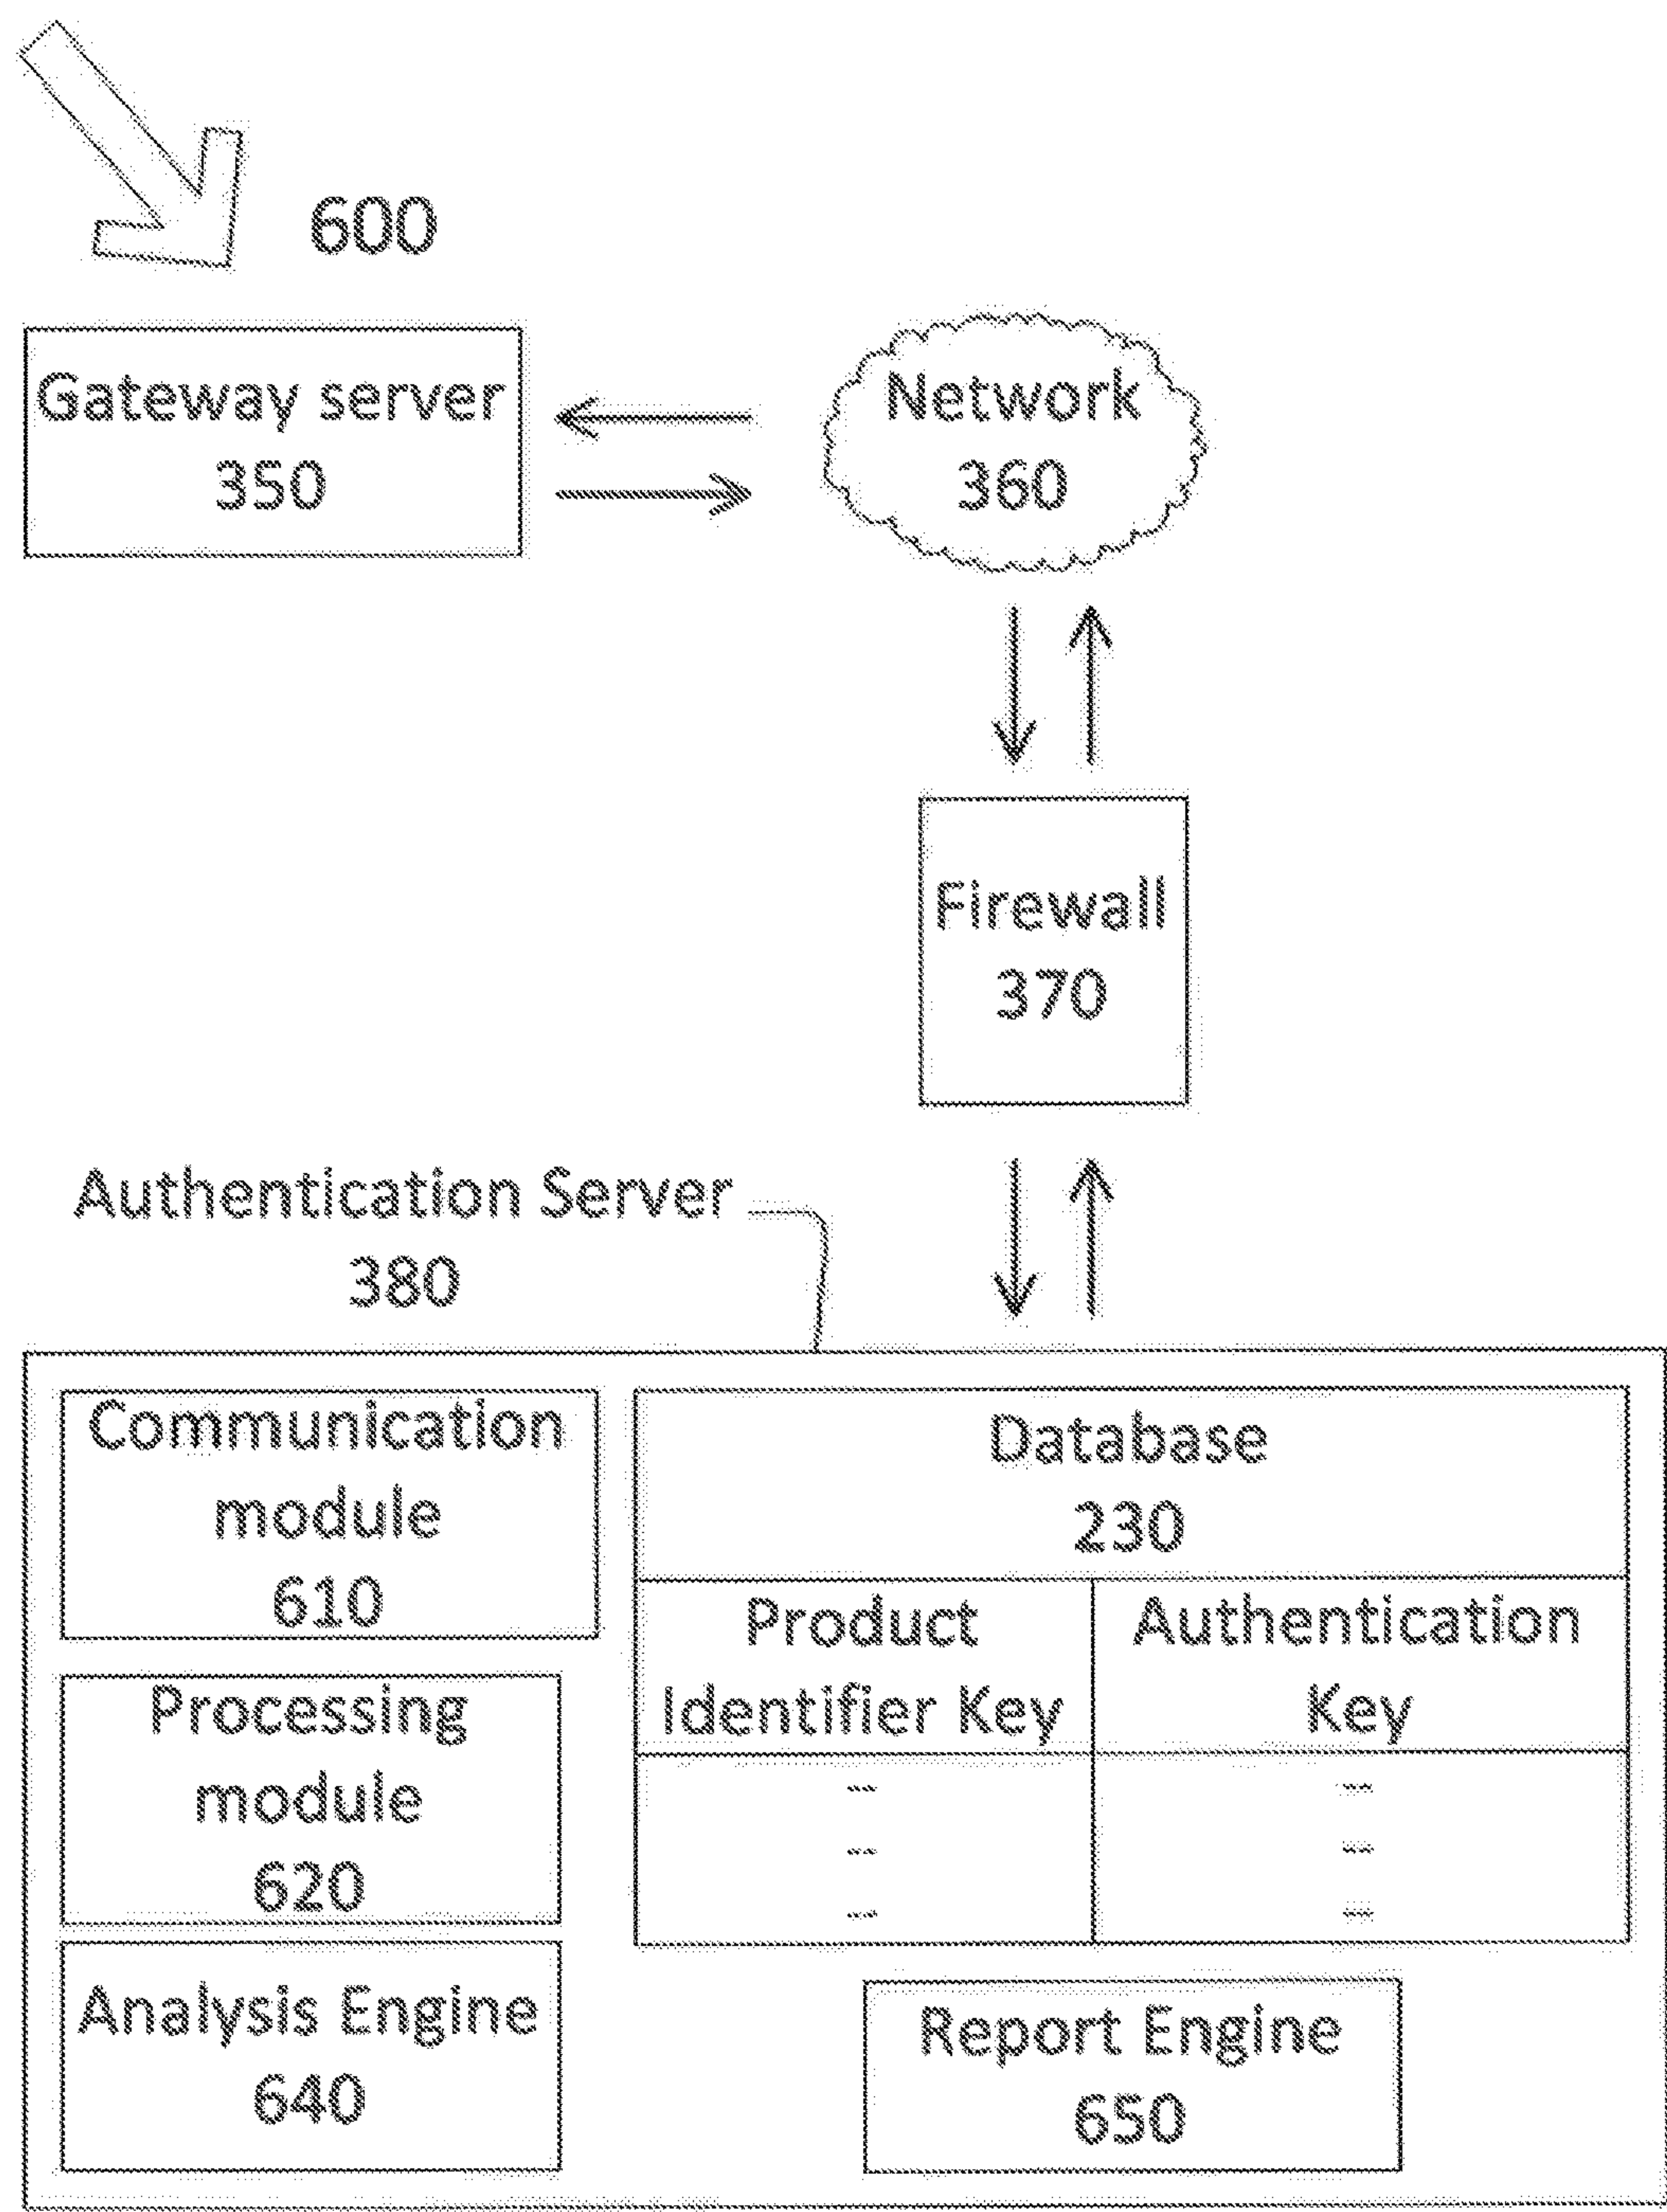 600
Gateway server
350
Network
360
Firewall
370
Authentication Server
380
Communication
module
610
Processing
module
620
Analysis Engine
640
Database
230
Product
Identifier Key
Authentication
Key
--
--
--
--
--
--
Report Engine
650